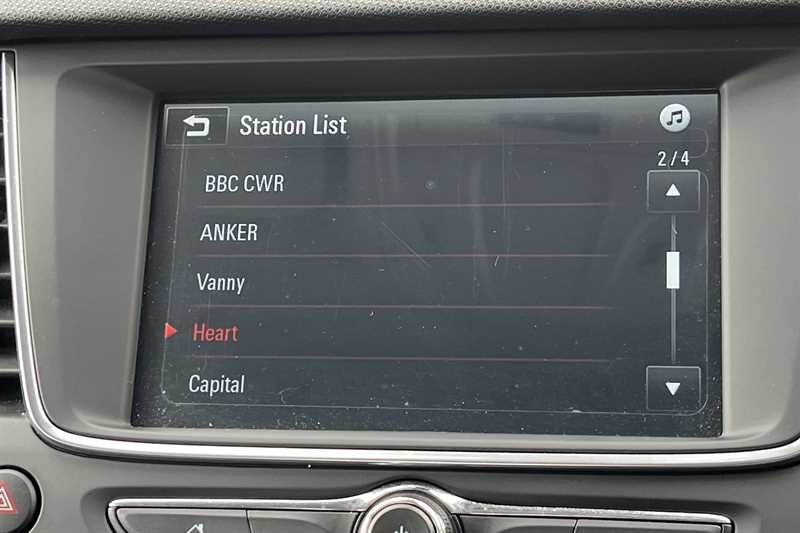 Station List
2/4
BBC CWR
ANKER
Vanny
Heart
Capital